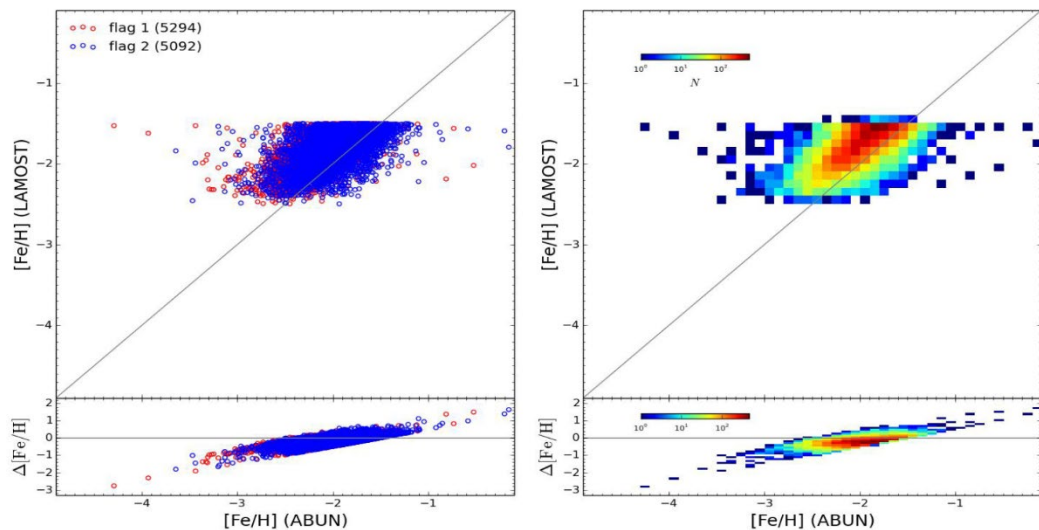 flag 1 (5294)
flag 2 (5092)
[Fe/H] (LAMOST)
−1
−2
−3
−4
Δ[Fe/H]
2
1
0
−1
−2
−3
−4 −3 −2 −1
[Fe/H] (ABUN)
10⁰ 10¹ 10²
N
[Fe/H] (LAMOST)
−1
−2
−3
−4
10⁰ 10¹ 10²
Δ[Fe/H]
2
1
0
−1
−2
−3
−4 −3 −2 −1
[Fe/H] (ABUN)